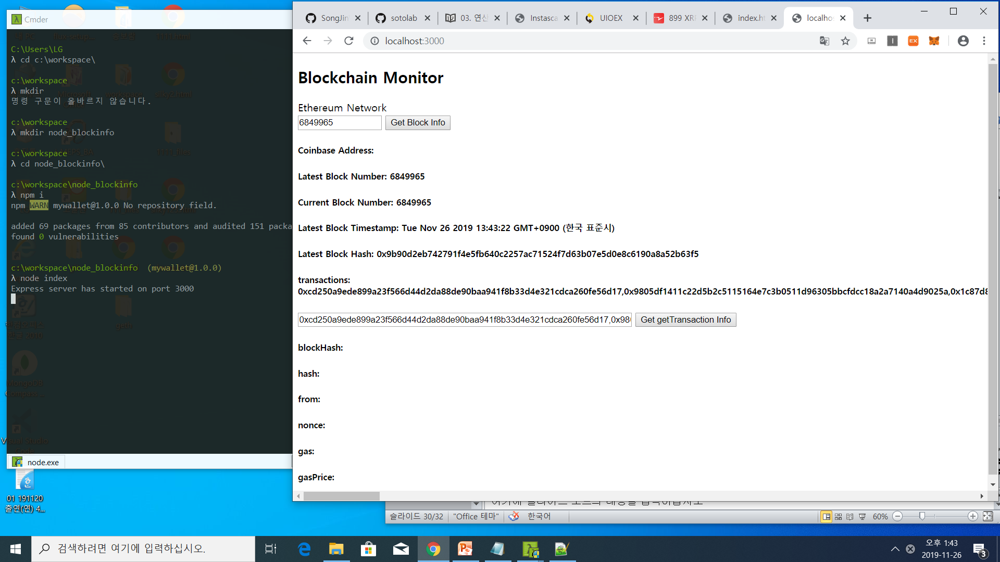 Cmder
C:\Users\LG
λ cd c:\workspace\
c:\workspace
λ mkdir
명령 구문이 올바르지 않습니다.
c:\workspace
λ mkdir node_blockinfo
c:\workspace
λ cd node_blockinfo\
c:\workspace\node_blockinfo
λ npm i
npm WARN mywallet@1.0.0 No repository field.
added 69 packages from 85 contributors and audited 151 packa
found 0 vulnerabilities
c:\workspace\node_blockinfo (mywallet@1.0.0)
λ node index
Express server has started on port 3000
node.exe
01 191120
출연(연) 4...
SongJin
sotolab
03. 연산
Instasca
UIOEX
899 XRP
index.ht
localhos
localhost:3000
Blockchain Monitor
Ethereum Network
6849965 Get Block Info
Coinbase Address:
Latest Block Number: 6849965
Current Block Number: 6849965
Latest Block Timestamp: Tue Nov 26 2019 13:43:22 GMT+0900 (한국 표준시)
Latest Block Hash: 0x9b90d2eb742791f4e5fb640c2257ac71524f7d63b07e5d0e8c6190a8a52b63f5
transactions:
0xcd250a9ede899a23f566d44d2da88de90baa941f8b33d4e321cdca260fe56d17,0x9805df1411c22d5b2c5115164e7c3b0511d96305bbcfdcc18a2a7140a4d9025a,0x1c87d8
0xcd250a9ede899a23f566d44d2da88de90baa941f8b33d4e321cdca260fe56d17,0x980 Get getTransaction Info
blockHash:
hash:
from:
nonce:
gas:
gasPrice:
슬라이드 30/32 "Office 테마" 한국어 60%
검색하려면 여기에 입력하십시오.
오후 1:43
2019-11-26
3